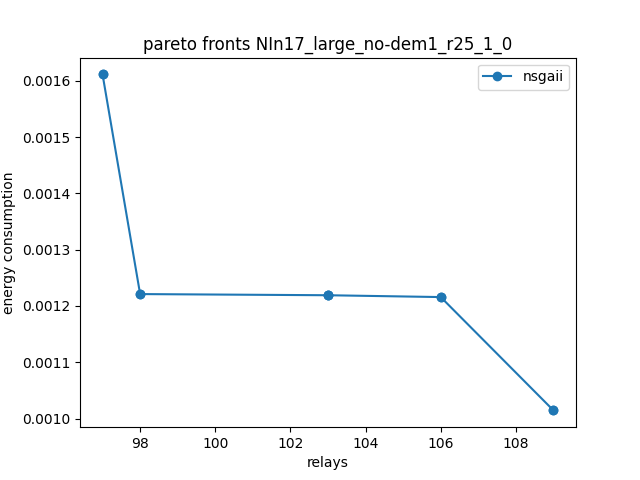 pareto fronts NIn17_large_no-dem1_r25_1_0
nsgaii
energy consumption
0.0016
0.0015
0.0014
0.0013
0.0012
0.0011
0.0010
98 100 102 104 106 108
relays